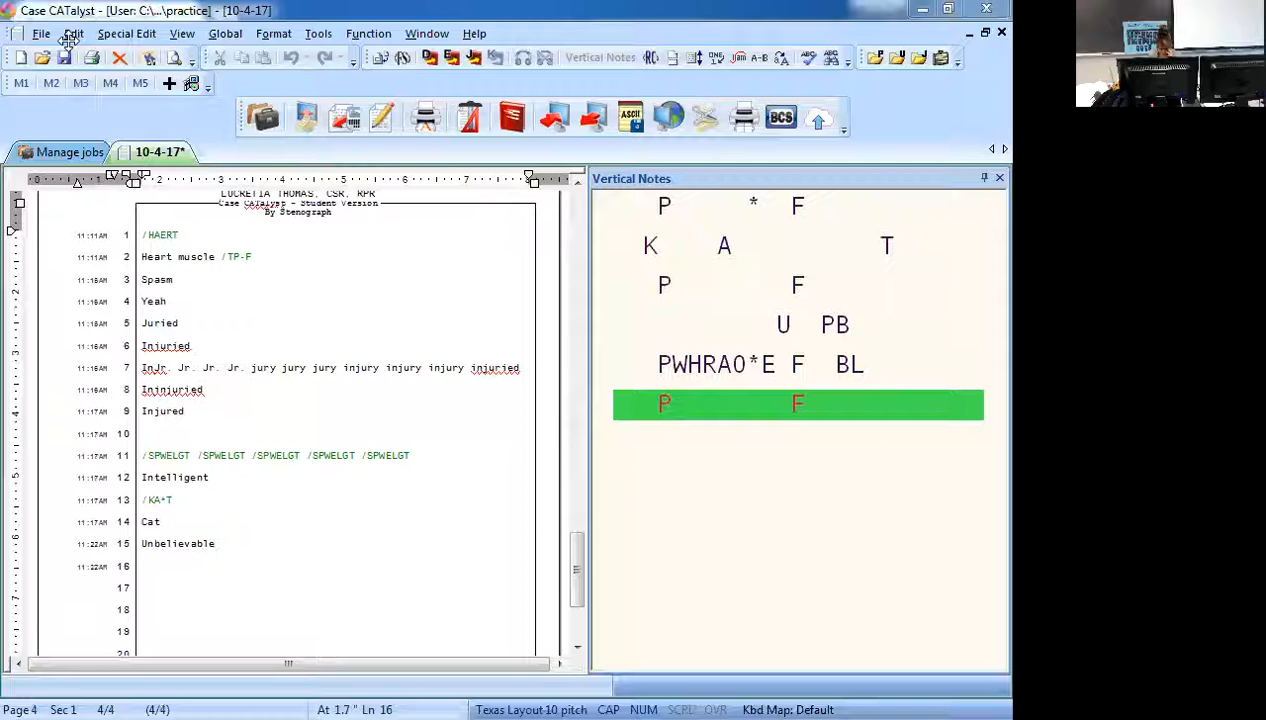 Case CATalyst - [User: C:\...\practice] - [10-4-17]
File Edit Special Edit View Global Format Tools Function Window Help
Vertical Notes
M1 M2 M3 M4 M5
ASCII BCS
Manage jobs 10-4-17*
LUCRETIA THOMAS, CSR, RPR
Case CATalyst - Student Version
By Stenograph
11:11AM 1 /HAERT
11:11AM 2 Heart muscle /TP-F
11:16AM 3 Spasm
11:16AM 4 Yeah
11:16AM 5 Juried
11:16AM 6 Injuried
11:16AM 7 InJr. Jr. Jr. Jr. jury jury jury injury injury injury injuried
11:16AM 8 Ininjuried
11:17AM 9 Injured
11:17AM 10
11:17AM 11 /SPWELGT /SPWELGT /SPWELGT /SPWELGT /SPWELGT
11:17AM 12 Intelligent
11:17AM 13 /KA*T
11:17AM 14 Cat
11:22AM 15 Unbelievable
11:22AM 16
17
18
19
20
Vertical Notes
P * F
K A T
P F
U PB
PWHRAO*E F BL
P F
Page 4 Sec 1 4/4 (4/4) At 1.7" Ln 16 Texas Layout 10 pitch CAP NUM SCRL OVR Kbd Map: Default